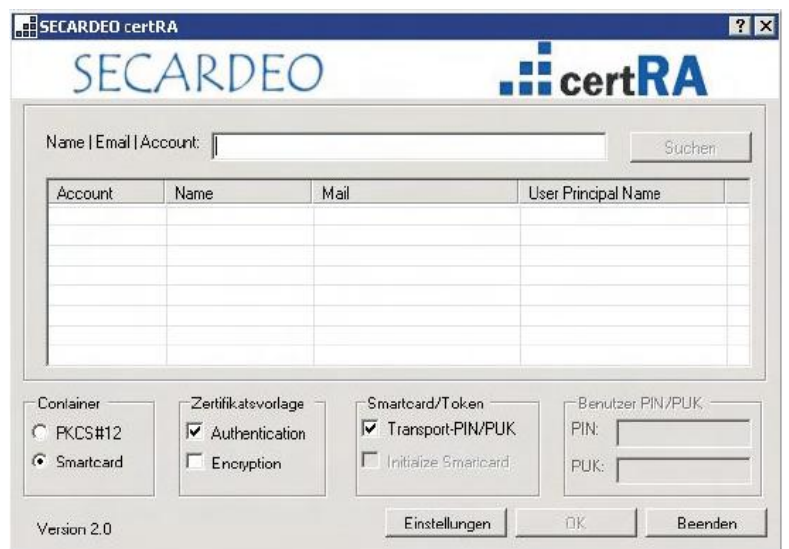 SECARDEO certRA
SECARDEO certRA
Name | Email | Account: Suchen
Account Name Mail User Principal Name
Container Zertifikatsvorlage Smartcard/Token Benutzer PIN/PUK
PKCS#12 Authentication Transport-PIN/PUK PIN:
Smartcard Encryption Initialize Smartcard PUK:
Version 2.0 Einstellungen OK Beenden